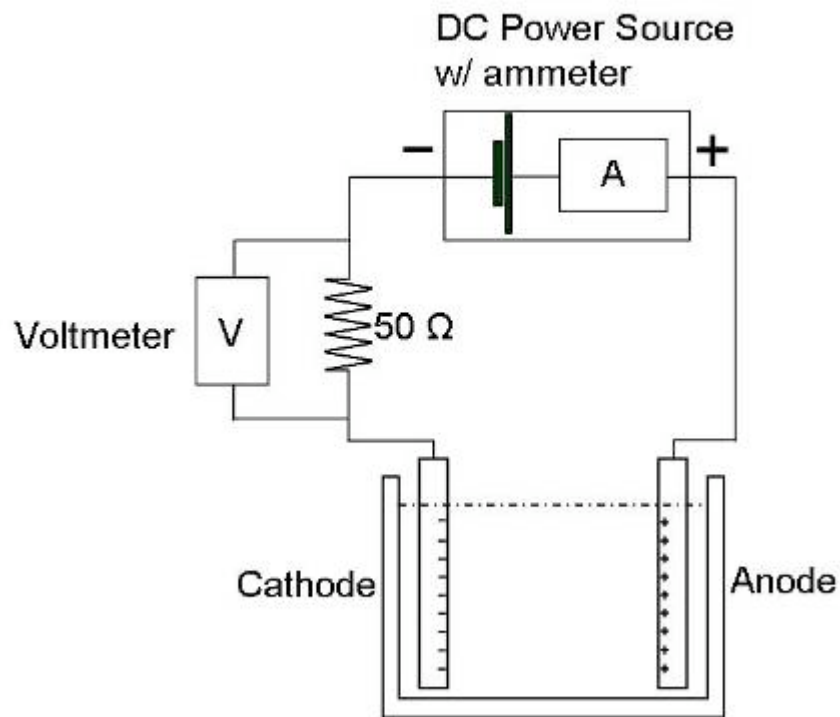 DC Power Source
w/ ammeter
− +
A
Voltmeter
V
50 Ω
Cathode
Anode